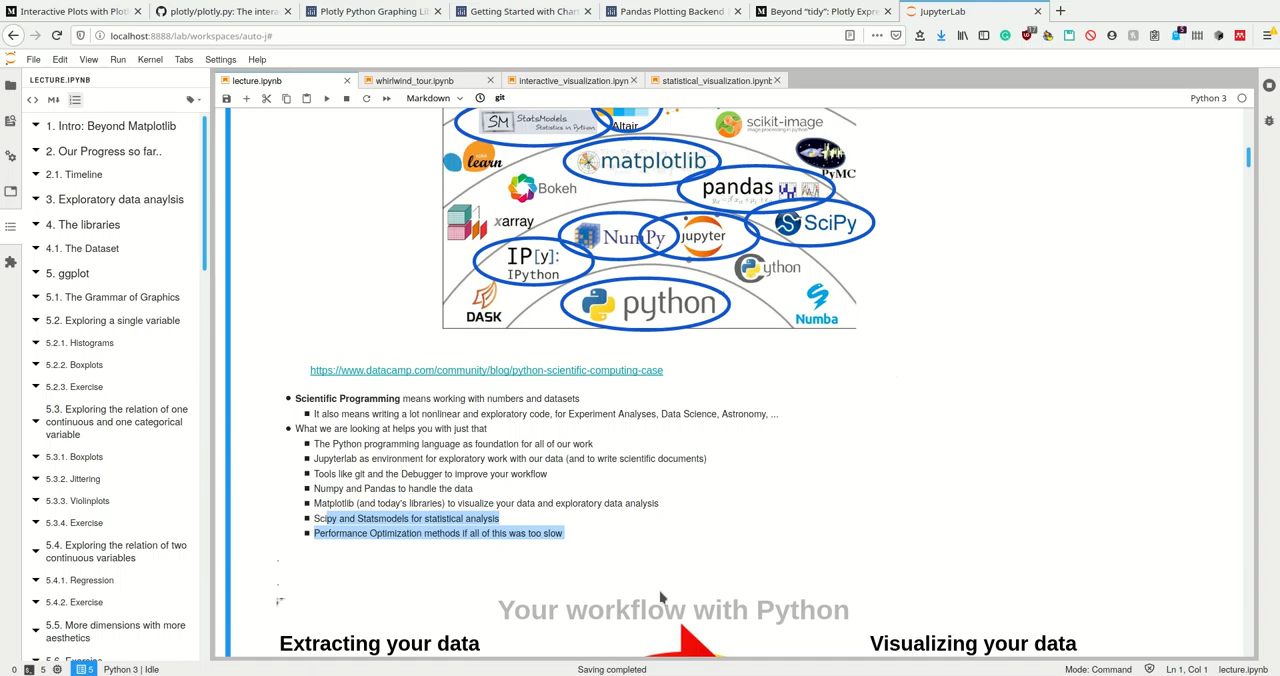 Interactive Plots with Plotl
plotly/plotly.py: The intera
Plotly Python Graphing Li
Getting Started with Char
Pandas Plotting Backend
Beyond “tidy”: Plotly Expre
JupyterLab
localhost:8888/lab/workspaces/auto-j#
File Edit View Run Kernel Tabs Settings Help
LECTURE.IPYNB
lecture.ipynb
whirlwind_tour.ipynb
interactive_visualization.ipyn
statistical_visualization.ipynb
Markdown
git
Python 3
1. Intro: Beyond Matplotlib
2. Our Progress so far..
2.1. Timeline
3. Exploratory data anaylsis
4. The libraries
4.1. The Dataset
5. ggplot
5.1. The Grammar of Graphics
5.2. Exploring a single variable
5.2.1. Histograms
5.2.2. Boxplots
5.2.3. Exercise
5.3. Exploring the relation of one
continuous and one categorical
variable
5.3.1. Boxplots
5.3.2. Jittering
5.3.3. Violinplots
5.3.4. Exercise
5.4. Exploring the relation of two
continuous variables
5.4.1. Regression
5.4.2. Exercise
5.5. More dimensions with more
aesthetics
SM StatsModels
Statistics in Python
Altair
scikit-image
image processing in python
learn
matplotlib
PyMC
Bokeh
pandas
xarray
NumPy
jupyter
SciPy
IP[y]:
IPython
Cython
DASK
python
Numba
https://www.datacamp.com/community/blog/python-scientific-computing-case
Scientific Programming means working with numbers and datasets
It also means writing a lot nonlinear and exploratory code, for Experiment Analyses, Data Science, Astronomy, ...
What we are looking at helps you with just that
The Python programming language as foundation for all of our work
Jupyterlab as environment for exploratory work with our data (and to write scientific documents)
Tools like git and the Debugger to improve your workflow
Numpy and Pandas to handle the data
Matplotlib (and today's libraries) to visualize your data and exploratory data analysis
Scipy and Statsmodels for statistical analysis
Performance Optimization methods if all of this was too slow
Your workflow with Python
Extracting your data
Visualizing your data
0 5 5 Python 3 | Idle
Saving completed
Mode: Command
Ln 1, Col 1
lecture.ipynb